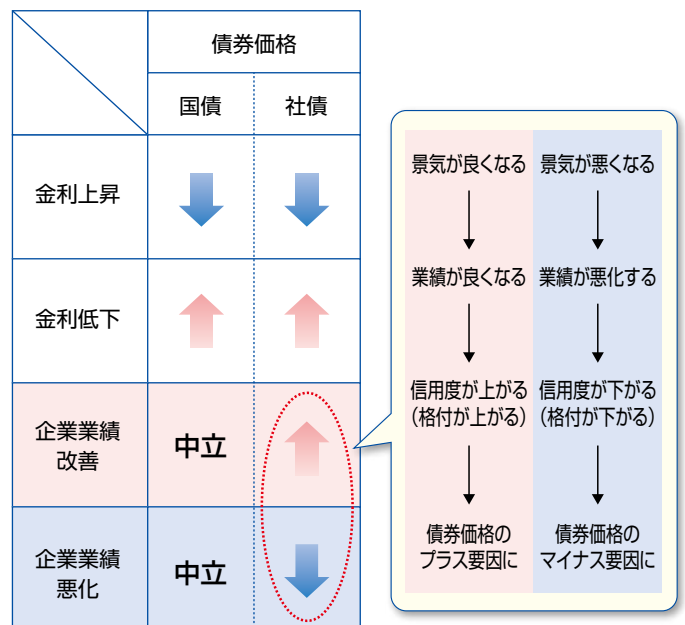 債券価格
国債
社債
金利上昇
金利低下
企業業績
改善
中立
企業業績
悪化
中立
景気が良くなる
業績が良くなる
信用度が上がる
(格付が上がる)
債券価格の
プラス要因に
景気が悪くなる
業績が悪化する
信用度が下がる
(格付が下がる)
債券価格の
マイナス要因に